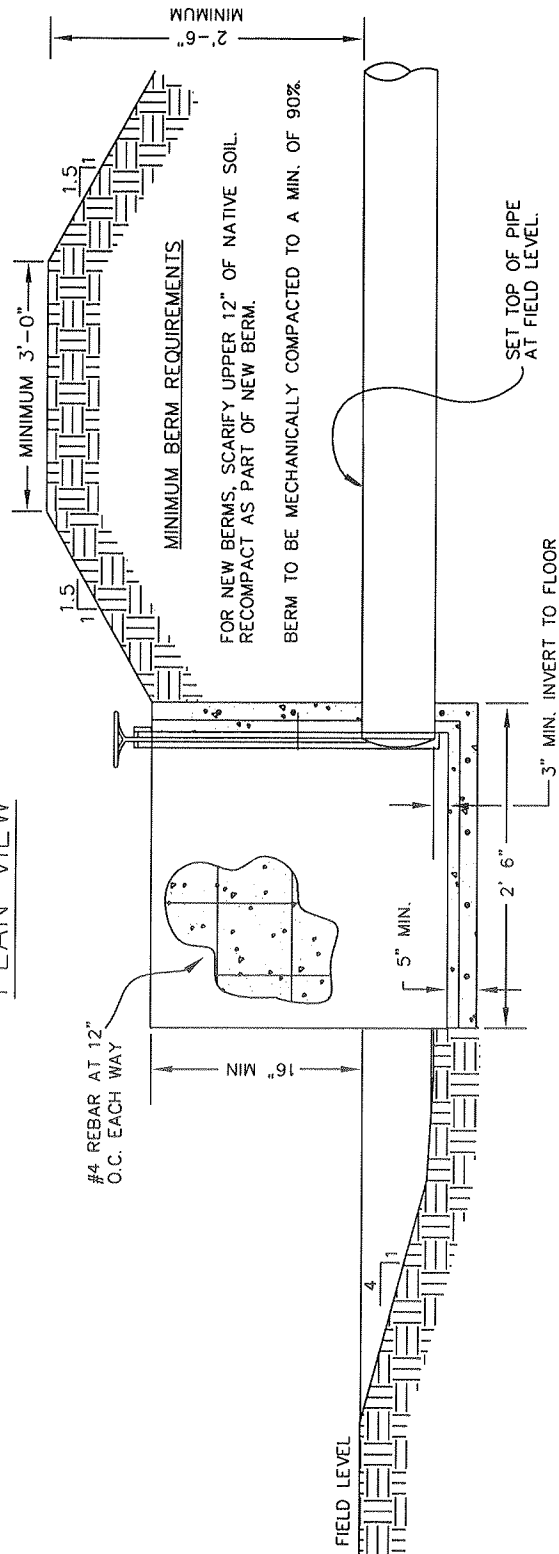 PLAN VIEW
#4 REBAR AT 12"
O.C. EACH WAY
16" MIN
FIELD LEVEL
4
1
5" MIN.
2' 6"
3" MIN. INVERT TO FLOOR
1.5
1
MINIMUM 3'-0"
1.5
1
2'-6"
MINIMUM
MINIMUM BERM REQUIREMENTS
FOR NEW BERMS, SCARIFY UPPER 12" OF NATIVE SOIL.
RECOMPACT AS PART OF NEW BERM.
BERM TO BE MECHANICALLY COMPACTED TO A MIN. OF 90%.
SET TOP OF PIPE
AT FIELD LEVEL.